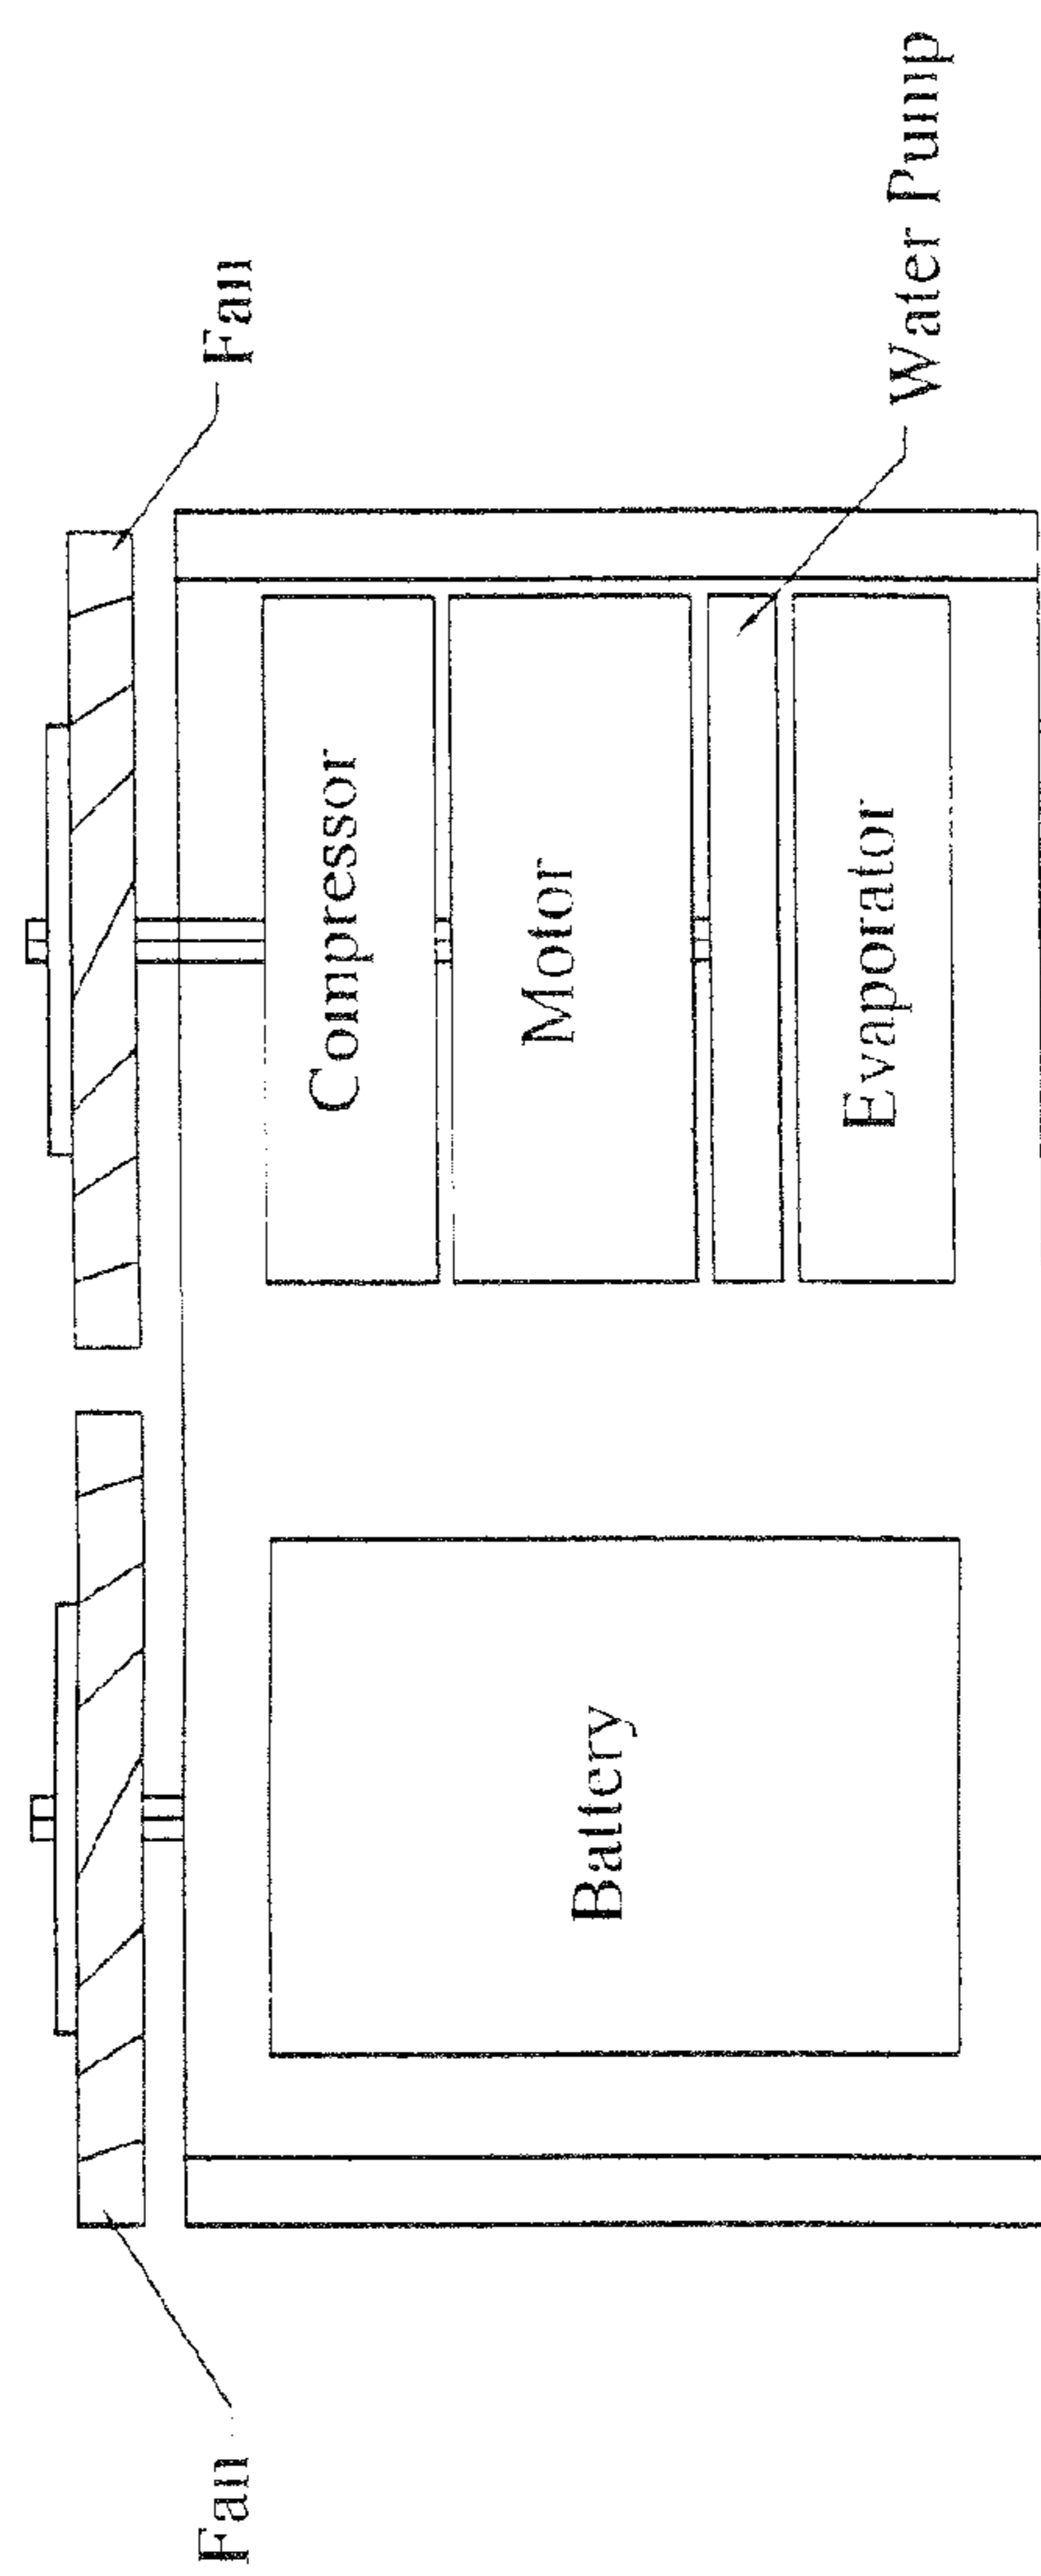 Fan
Fan
Compressor
Motor
Battery
Evaporator
Water Pump